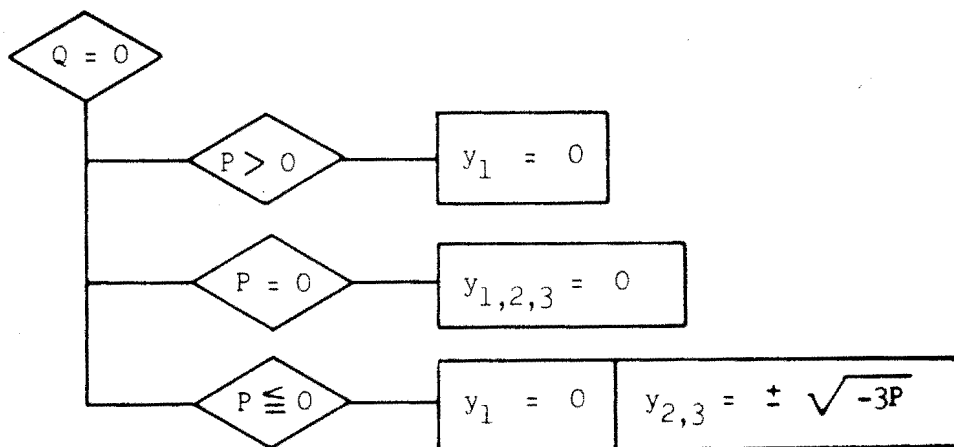 Q = 0
P > 0 y₁ = 0
P = 0 y₁,₂,₃ = 0
P ≦ 0 y₁ = 0 y₂,₃ = ± √-3P